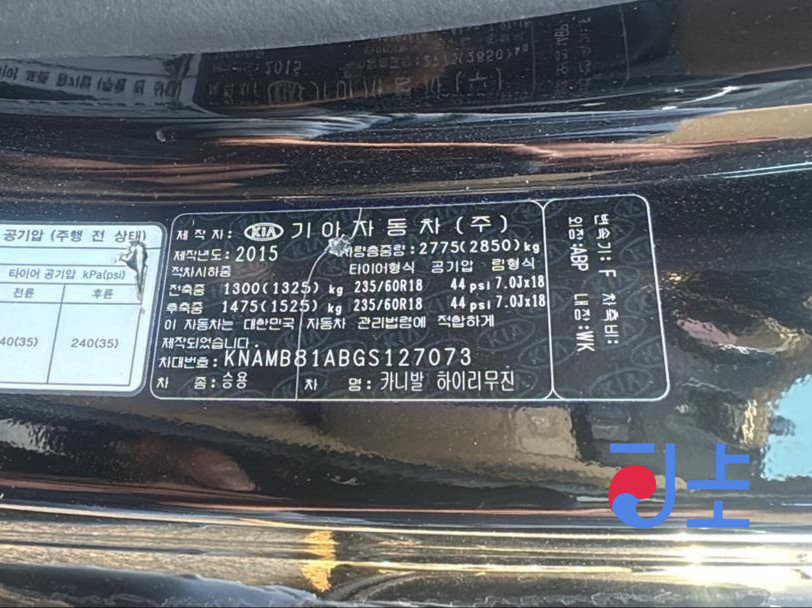 공기압 (주행 전 상태)
타이어 공기압 kPa(psi)
전륜 후륜
40(35) 240(35)
제 작 자: KIA 기아자동차(주)
제작년도: 2015 차량총중량: 2775(2850)kg
적차시하중 타이어형식 공기압 림형식
전축중 1300(1325) kg 235/60R18 44 psi 7.0Jx18
후축중 1475(1525) kg 235/60R18 44 psi 7.0Jx18
이 자동차는 대한민국 자동차 관리법령에 적합하게
제작되었습니다.
차대번호: KNAMB81ABGS127073
차 종: 승용 차 명: 카니발 하이리무진
변속기: F 차축비:
외장:ABP 내장:WK